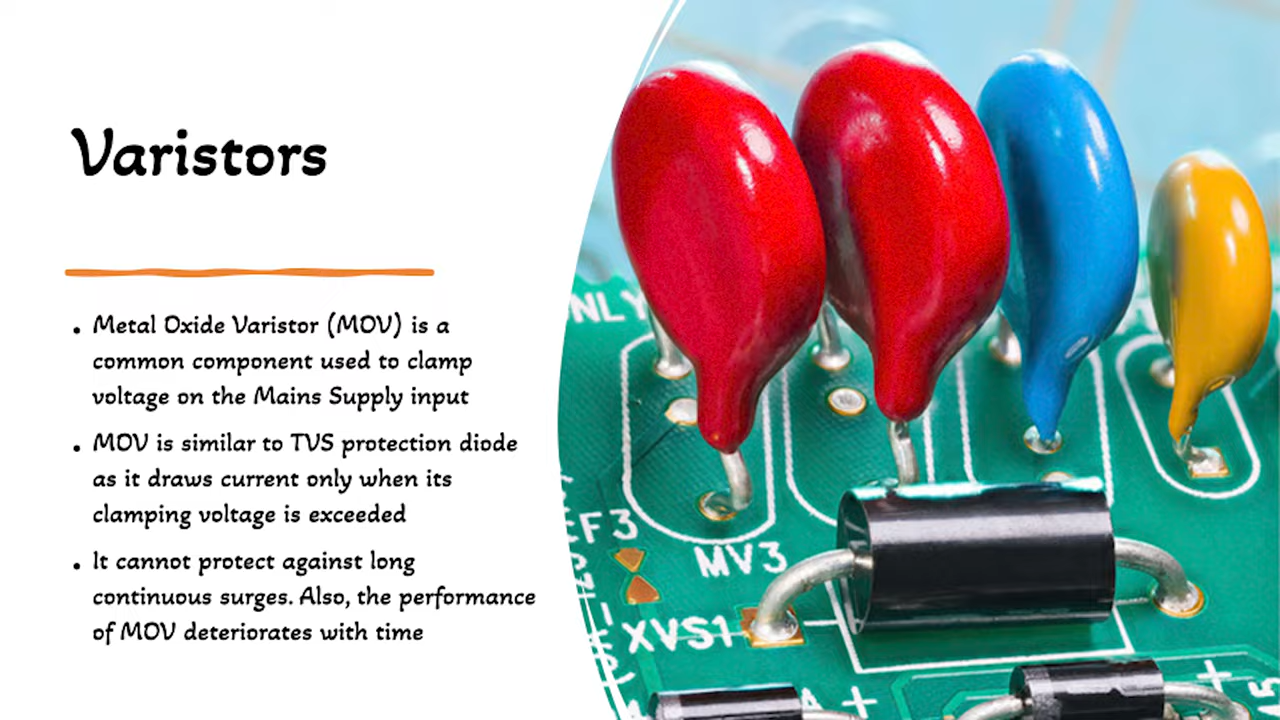 Varistors
• Metal Oxide Varistor (MOV) is a
common component used to clamp
voltage on the Mains Supply input
• MOV is similar to TVS protection diode
as it draws current only when its
clamping voltage is exceeded
• It cannot protect against long
continuous surges. Also, the performance
of MOV deteriorates with time
NLY
EF3
MV3
XVS1
A +
+